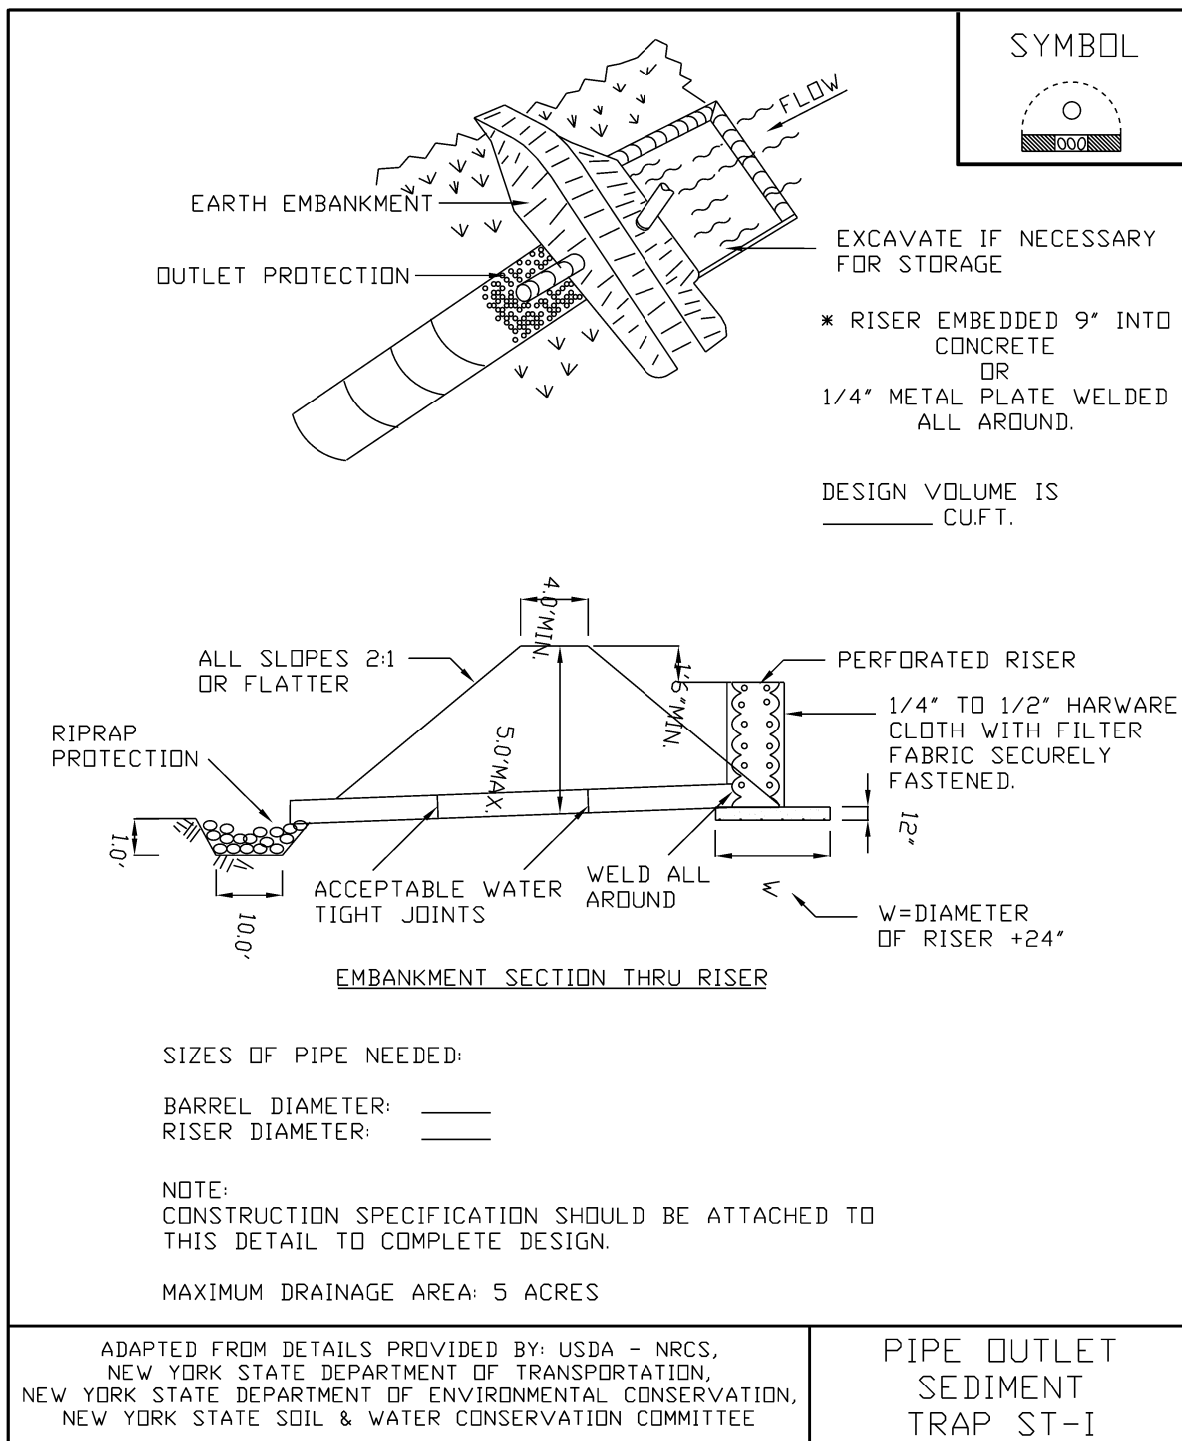 SYMBOL
FLOW
EARTH EMBANKMENT
OUTLET PROTECTION
EXCAVATE IF NECESSARY
FOR STORAGE
* RISER EMBEDDED 9" INTO
CONCRETE
OR
1/4" METAL PLATE WELDED
ALL AROUND.
DESIGN VOLUME IS
________ CU.FT.
4.0'MIN.
ALL SLOPES 2:1
OR FLATTER
PERFORATED RISER
1'6"MIN.
1/4" TO 1/2" HARWARE
CLOTH WITH FILTER
FABRIC SECURELY
FASTENED.
RIPRAP
PROTECTION
5.0'MAX.
1.0'
12"
10.0'
ACCEPTABLE WATER
TIGHT JOINTS
WELD ALL
AROUND
W
W=DIAMETER
OF RISER +24"
EMBANKMENT SECTION THRU RISER
SIZES OF PIPE NEEDED:
BARREL DIAMETER: _____
RISER DIAMETER: _____
NOTE:
CONSTRUCTION SPECIFICATION SHOULD BE ATTACHED TO
THIS DETAIL TO COMPLETE DESIGN.
MAXIMUM DRAINAGE AREA: 5 ACRES
ADAPTED FROM DETAILS PROVIDED BY: USDA - NRCS,
NEW YORK STATE DEPARTMENT OF TRANSPORTATION,
NEW YORK STATE DEPARTMENT OF ENVIRONMENTAL CONSERVATION,
NEW YORK STATE SOIL & WATER CONSERVATION COMMITTEE
PIPE OUTLET
SEDIMENT
TRAP ST-I